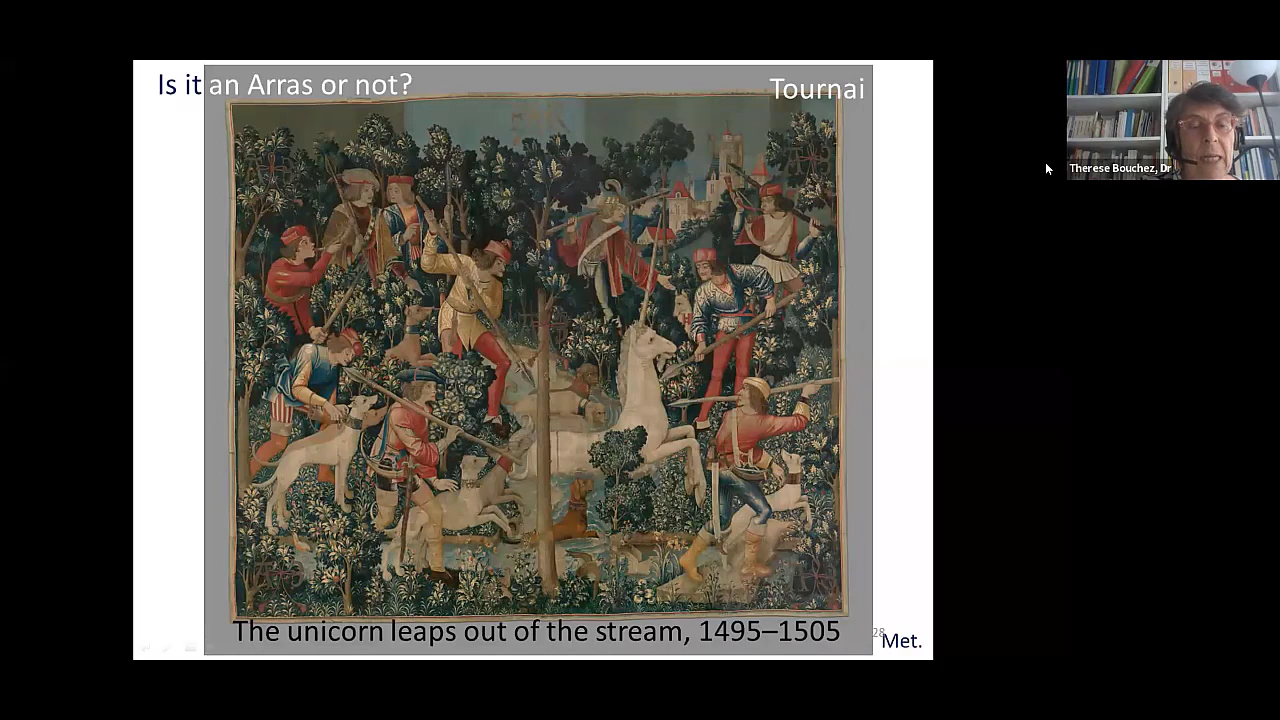 Is it an Arras or not?
Tournai
Therese Bouchez, Dr
The unicorn leaps out of the stream, 1495–1505
28
Met.